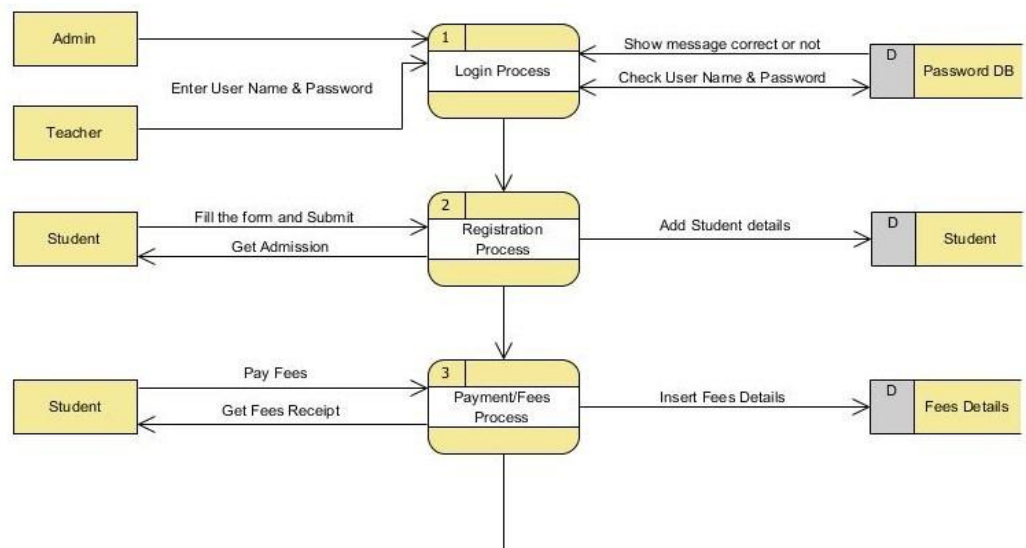 Admin
1
Login Process
Show message correct or not
D
Password DB
Check User Name & Password
Enter User Name & Password
Teacher
Student
Fill the form and Submit
Get Admission
2
Registration
Process
Add Student details
D
Student
Student
Pay Fees
Get Fees Receipt
3
Payment/Fees
Process
Insert Fees Details
D
Fees Details